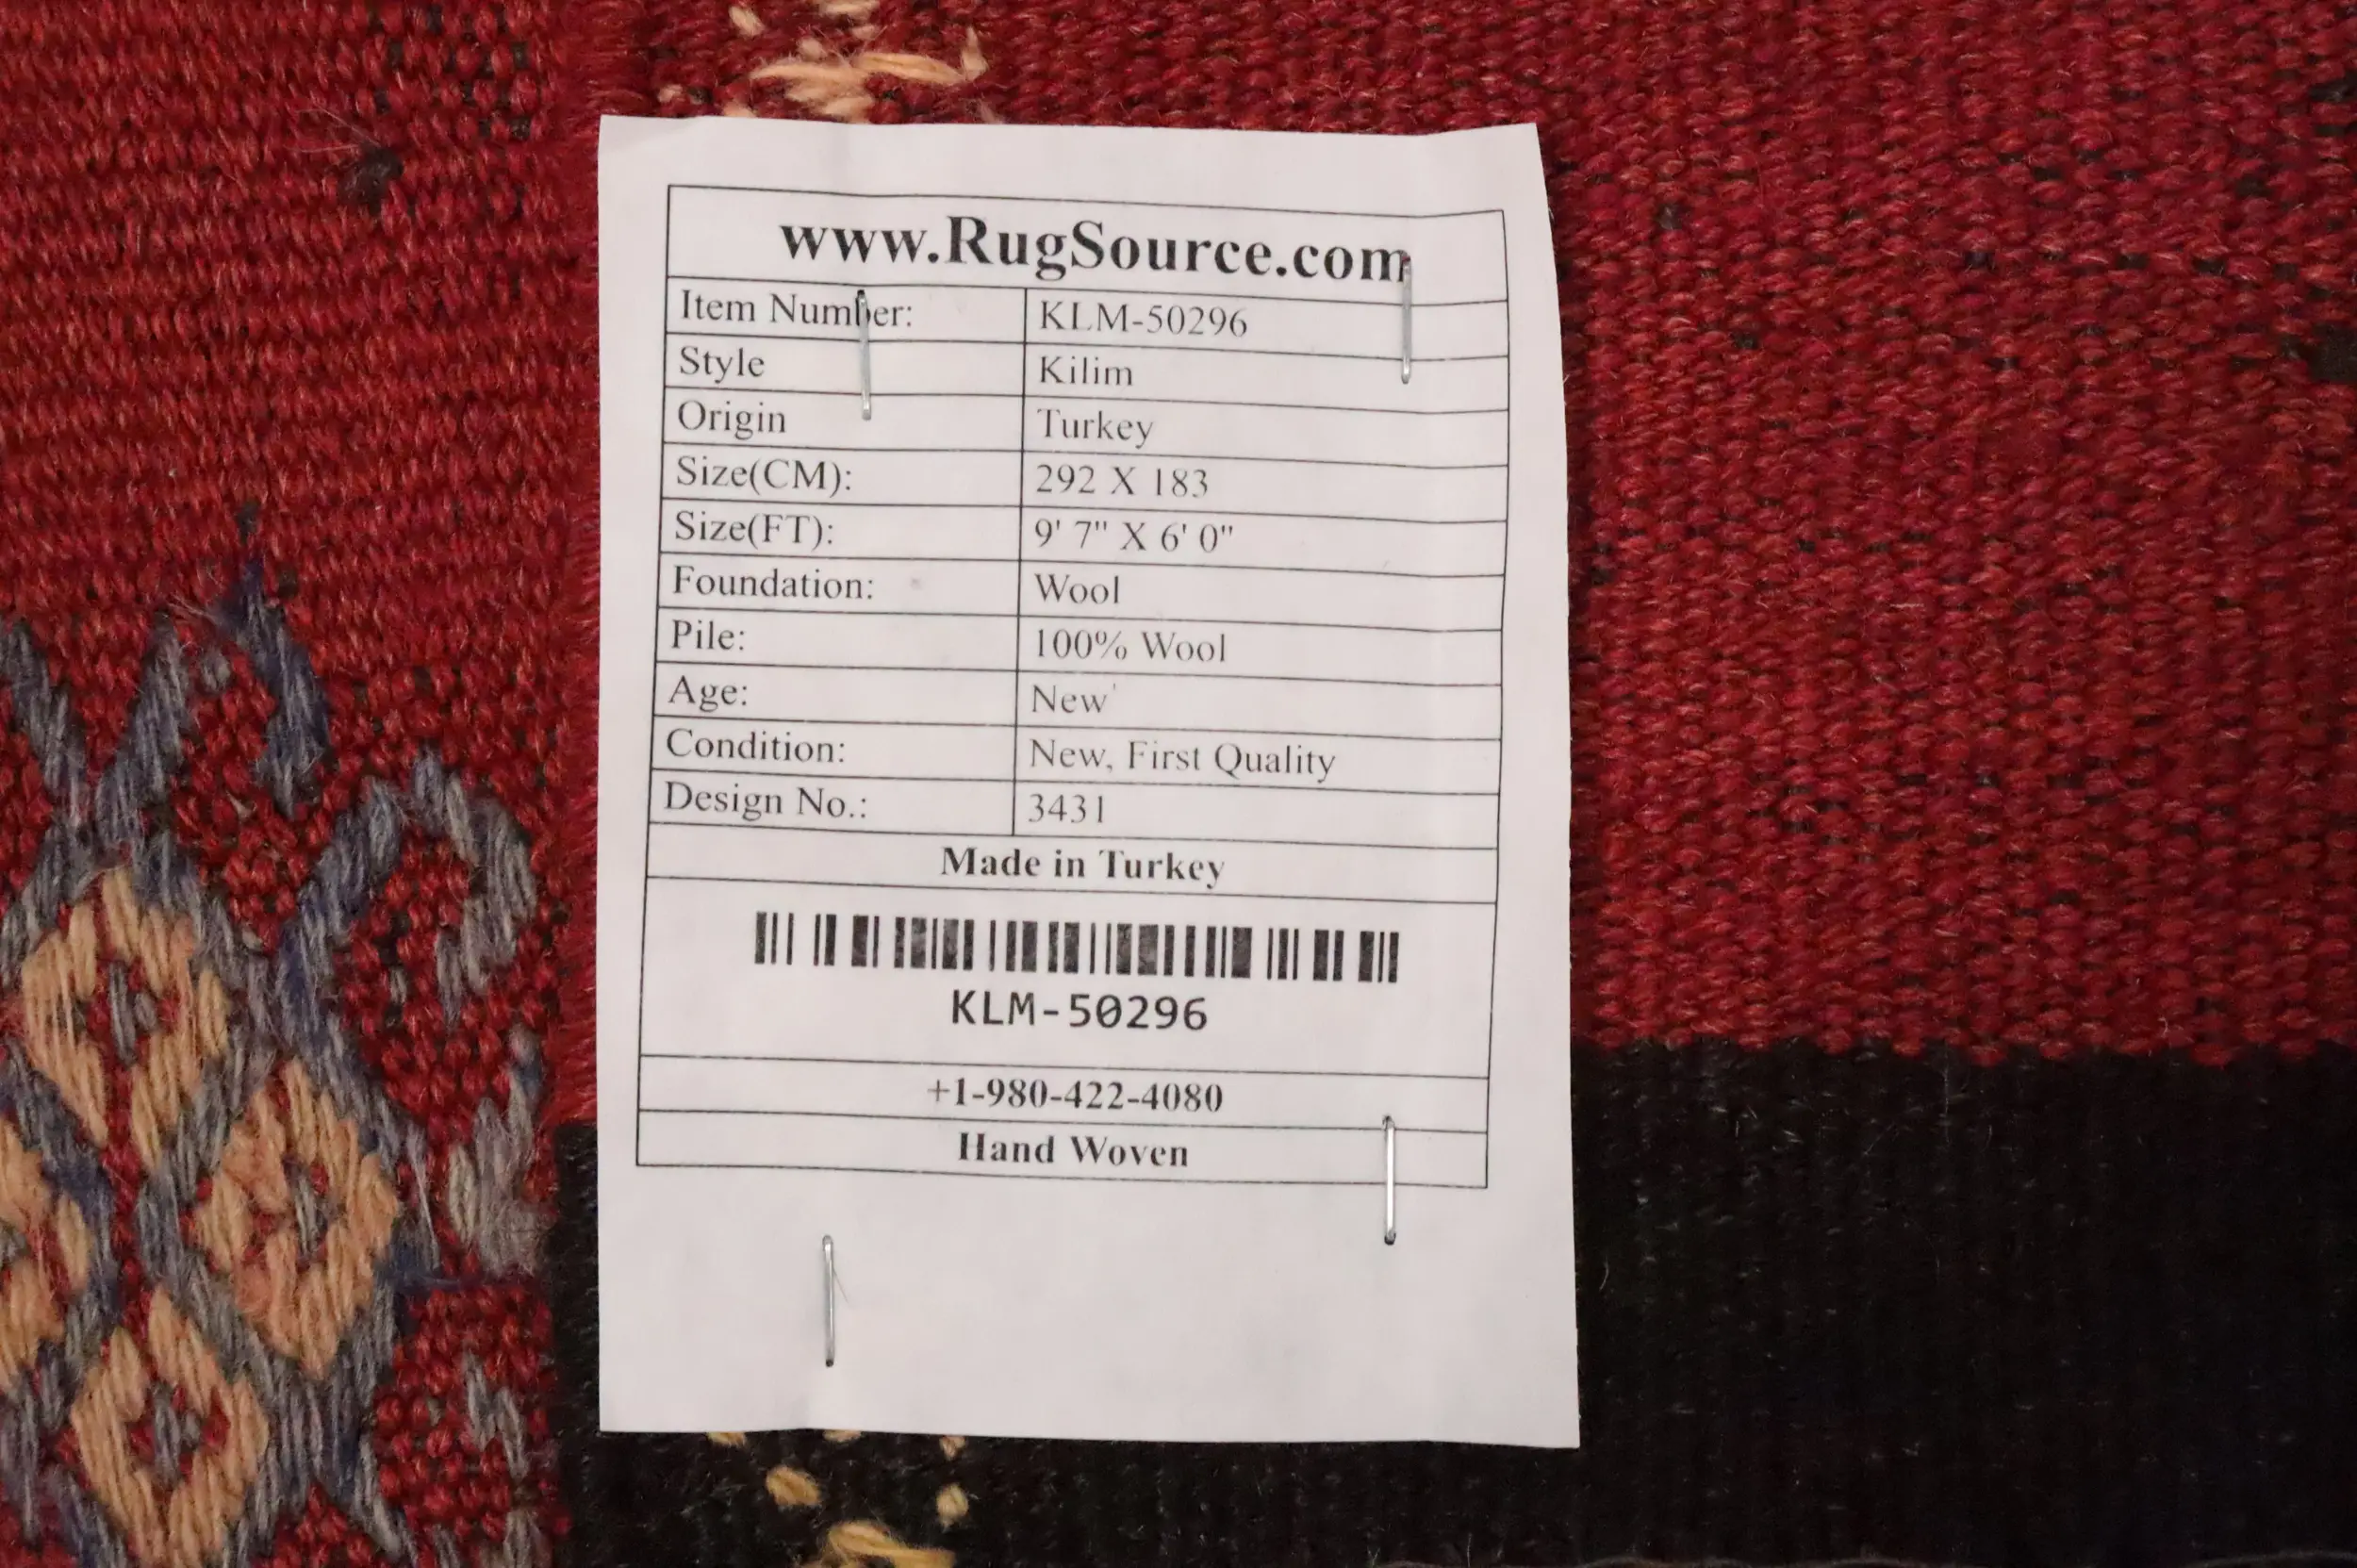 www.RugSource.com
Item Number: KLM-50296
Style Kilim
Origin Turkey
Size(CM): 292 X 183
Size(FT): 9' 7" X 6' 0"
Foundation: Wool
Pile: 100% Wool
Age: New
Condition: New, First Quality
Design No.: 3431
Made in Turkey
KLM-50296
+1-980-422-4080
Hand Woven